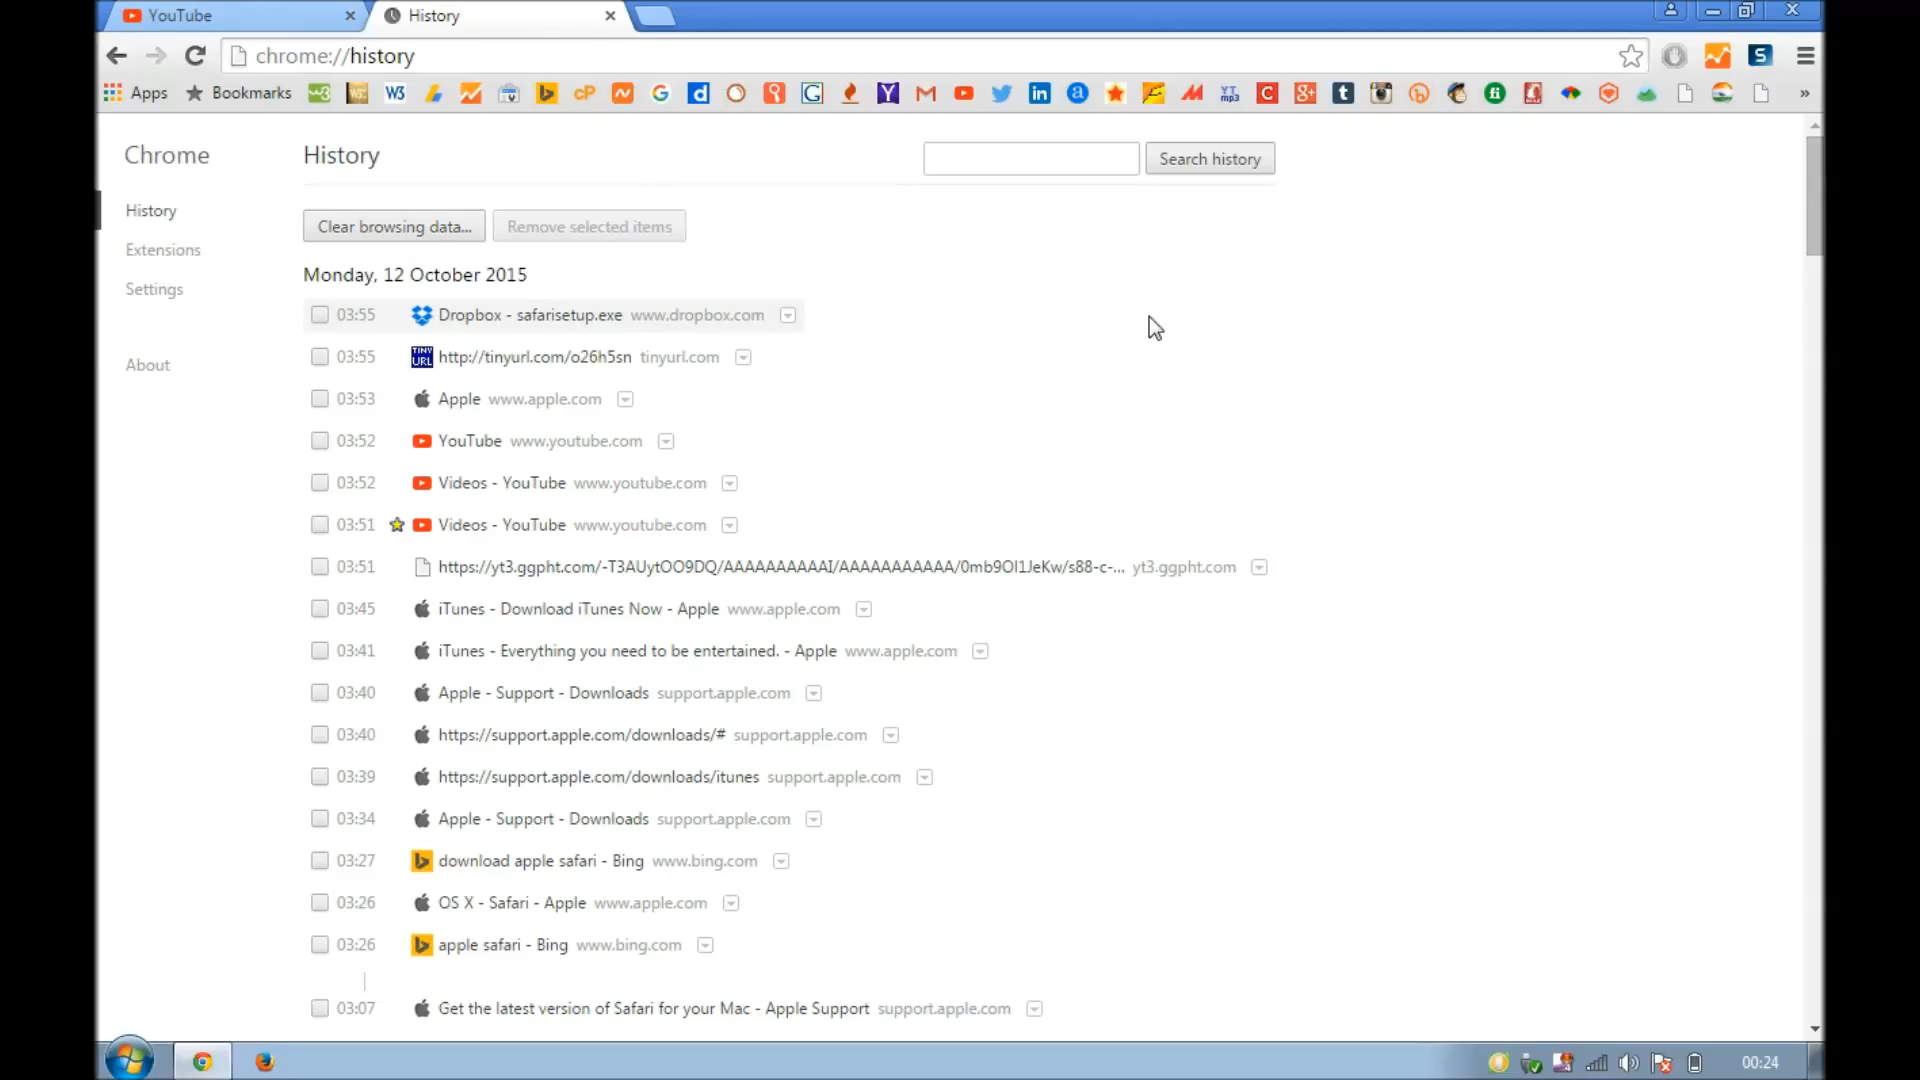 YouTube
History
chrome://history
Apps
Bookmarks
Chrome
History
Search history
History
Extensions
Settings
About
Clear browsing data...
Remove selected items
Monday, 12 October 2015
03:55 Dropbox - safarisetup.exe www.dropbox.com
03:55 TINY URL http://tinyurl.com/o26h5sn tinyurl.com
03:53 Apple www.apple.com
03:52 YouTube www.youtube.com
03:52 Videos - YouTube www.youtube.com
03:51 Videos - YouTube www.youtube.com
03:51 https://yt3.ggpht.com/-T3AUytOO9DQ/AAAAAAAAAAI/AAAAAAAAAAA/0mb9OI1JeKw/s88-c-... yt3.ggpht.com
03:45 iTunes - Download iTunes Now - Apple www.apple.com
03:41 iTunes - Everything you need to be entertained. - Apple www.apple.com
03:40 Apple - Support - Downloads support.apple.com
03:40 https://support.apple.com/downloads/# support.apple.com
03:39 https://support.apple.com/downloads/itunes support.apple.com
03:34 Apple - Support - Downloads support.apple.com
03:27 download apple safari - Bing www.bing.com
03:26 OS X - Safari - Apple www.apple.com
03:26 apple safari - Bing www.bing.com
03:07 Get the latest version of Safari for your Mac - Apple Support support.apple.com
00:24